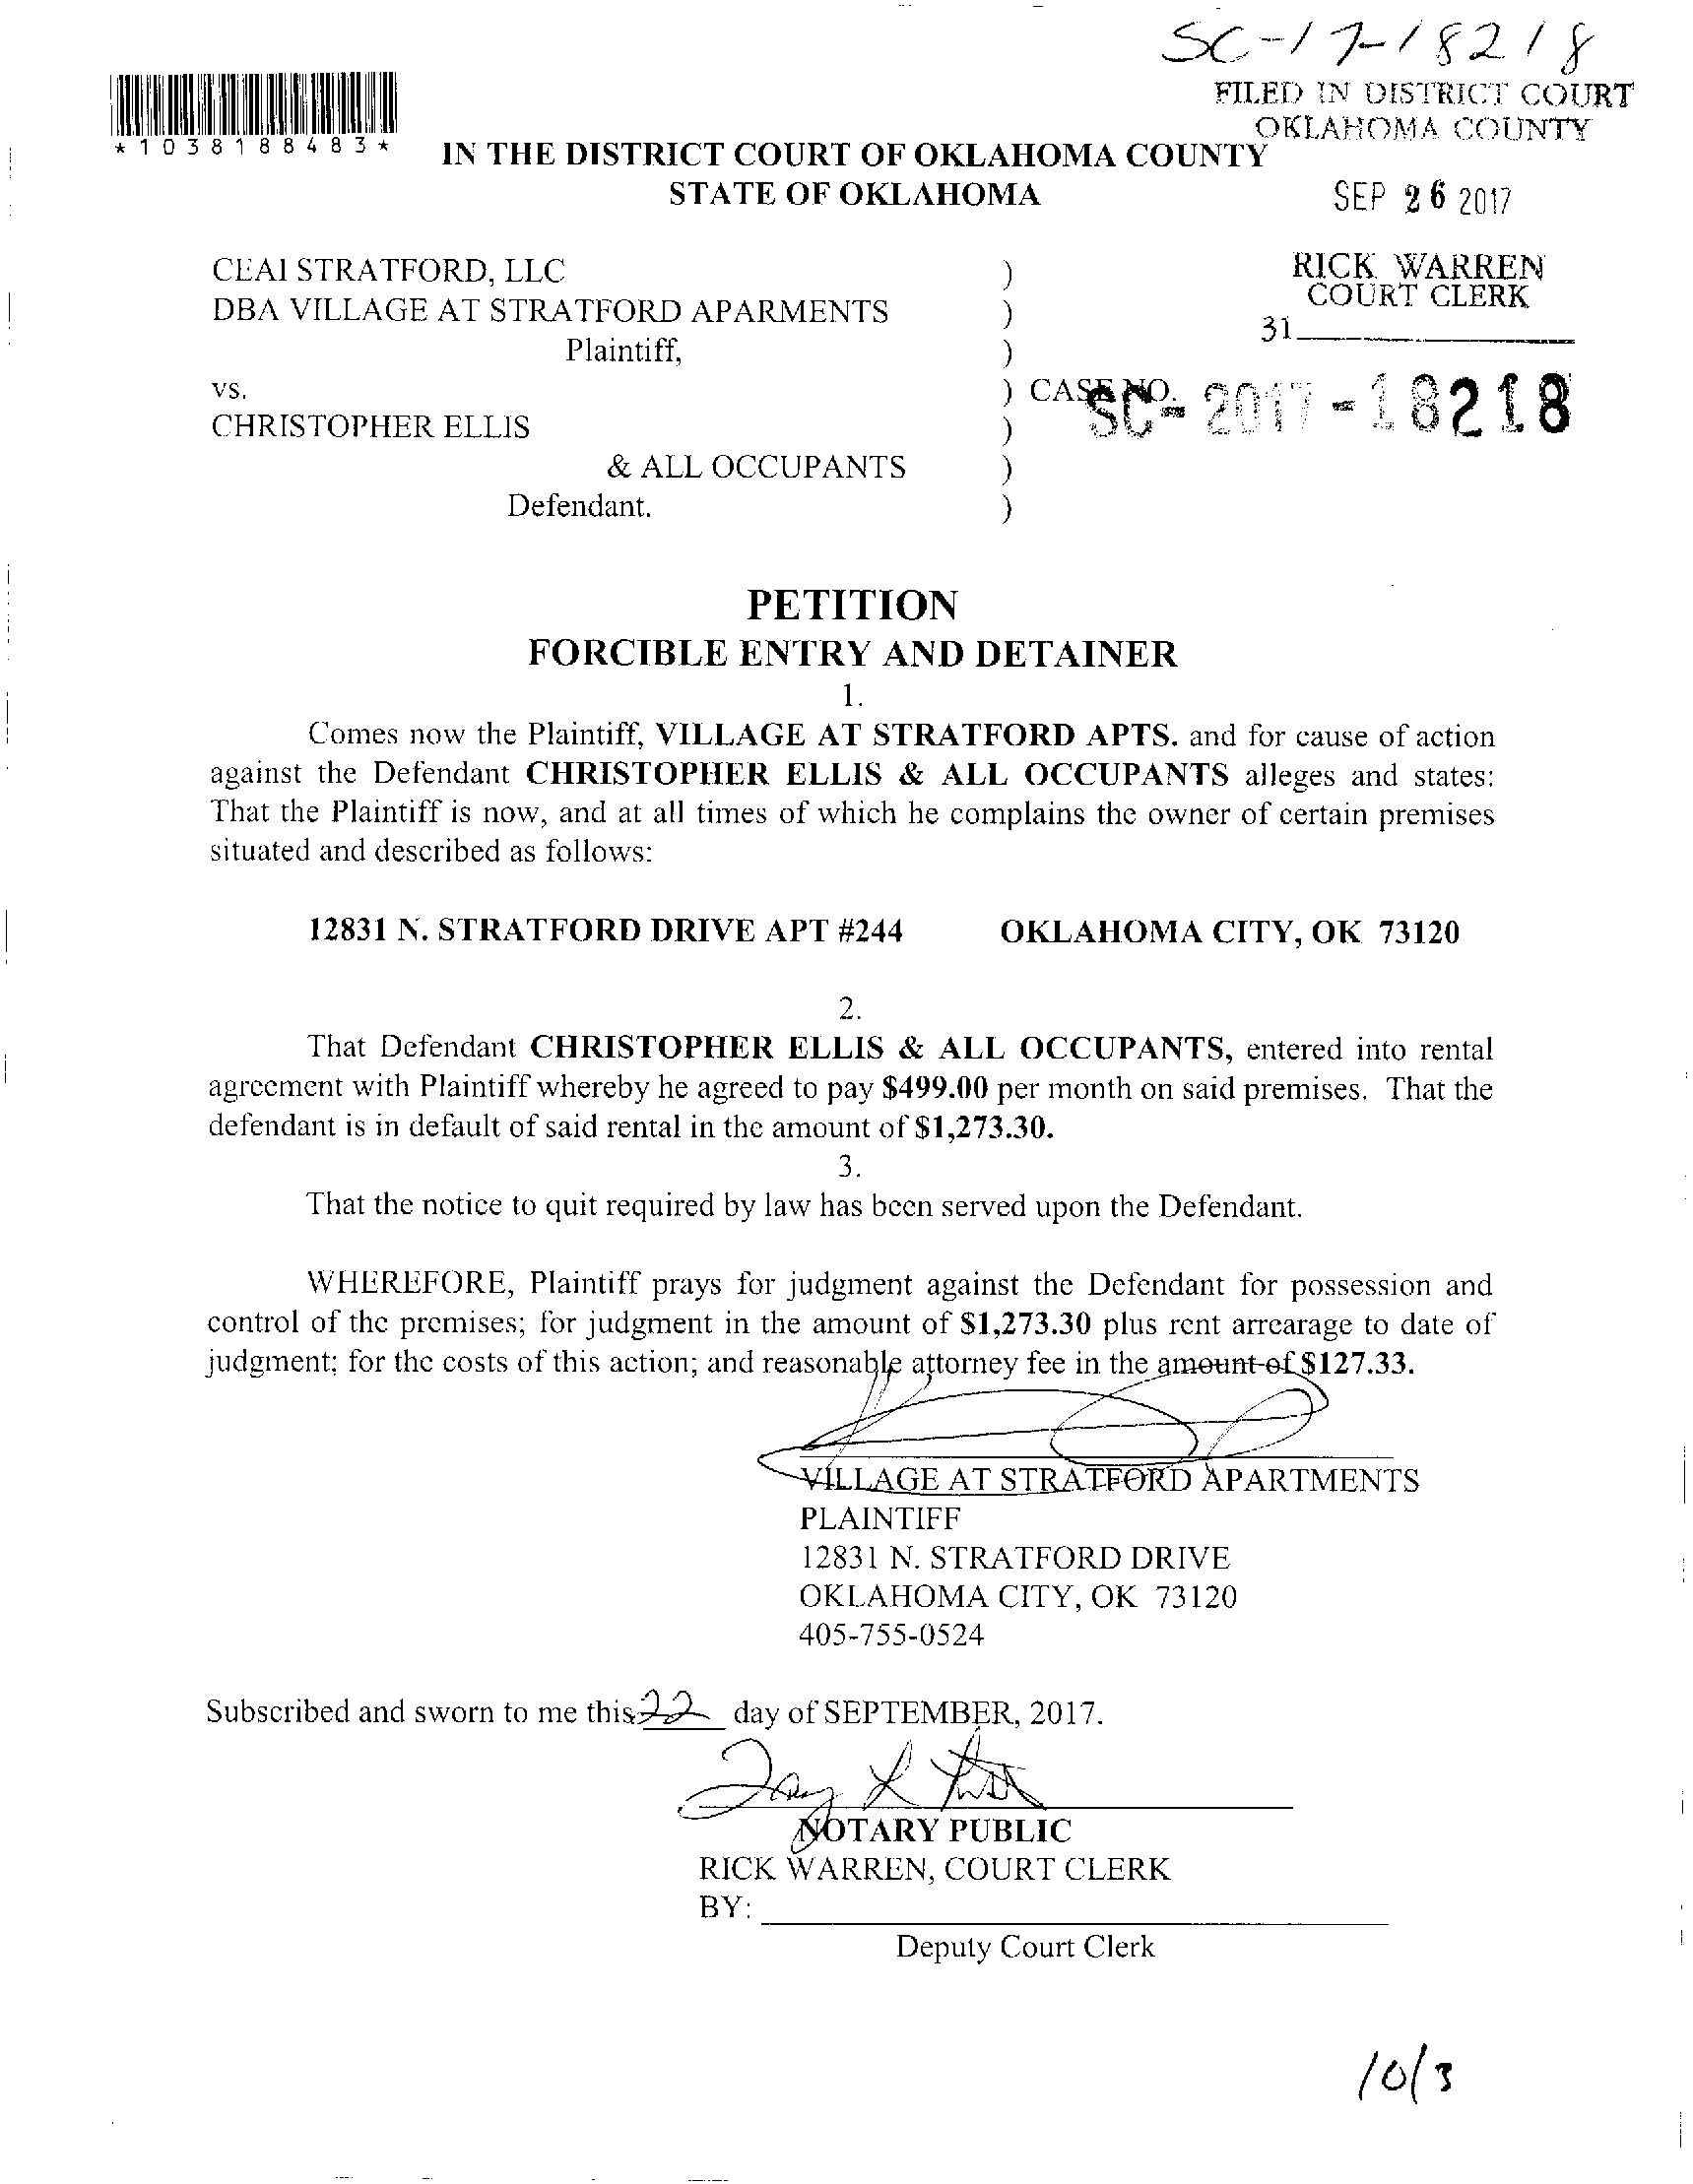 SC-17-18218
FILED IN DISTRICT COURT
OKLAHOMA COUNTY
*1038188483*
IN THE DISTRICT COURT OF OKLAHOMA COUNTY
STATE OF OKLAHOMA
SEP 26 2017
RICK WARREN
COURT CLERK
31
CEAI STRATFORD, LLC )
DBA VILLAGE AT STRATFORD APARMENTS )
Plaintiff, )
vs. ) CASE NO. SC-2017-18218
CHRISTOPHER ELLIS )
& ALL OCCUPANTS )
Defendant. )
PETITION
FORCIBLE ENTRY AND DETAINER
1.
Comes now the Plaintiff, VILLAGE AT STRATFORD APTS. and for cause of action
against the Defendant CHRISTOPHER ELLIS & ALL OCCUPANTS alleges and states:
That the Plaintiff is now, and at all times of which he complains the owner of certain premises
situated and described as follows:
12831 N. STRATFORD DRIVE APT #244 OKLAHOMA CITY, OK 73120
2.
That Defendant CHRISTOPHER ELLIS & ALL OCCUPANTS, entered into rental
agreement with Plaintiff whereby he agreed to pay $499.00 per month on said premises. That the
defendant is in default of said rental in the amount of $1,273.30.
3.
That the notice to quit required by law has been served upon the Defendant.
WHEREFORE, Plaintiff prays for judgment against the Defendant for possession and
control of the premises; for judgment in the amount of $1,273.30 plus rent arrearage to date of
judgment; for the costs of this action; and reasonable attorney fee in the amount of $127.33.
VILLAGE AT STRATFORD APARTMENTS
PLAINTIFF
12831 N. STRATFORD DRIVE
OKLAHOMA CITY, OK 73120
405-755-0524
Subscribed and sworn to me this 22 day of SEPTEMBER, 2017.
NOTARY PUBLIC
RICK WARREN, COURT CLERK
BY:
Deputy Court Clerk
10/3